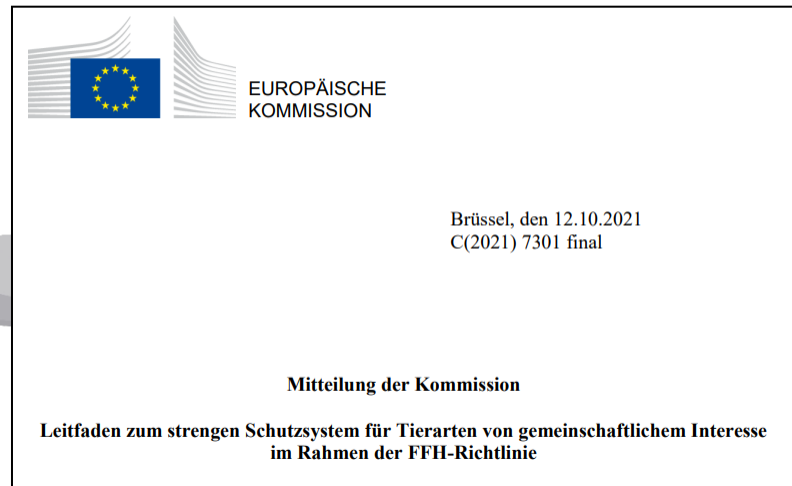 EUROPÄISCHE
KOMMISSION
Brüssel, den 12.10.2021
C(2021) 7301 final
Mitteilung der Kommission
Leitfaden zum strengen Schutzsystem für Tierarten von gemeinschaftlichem Interesse
im Rahmen der FFH-Richtlinie